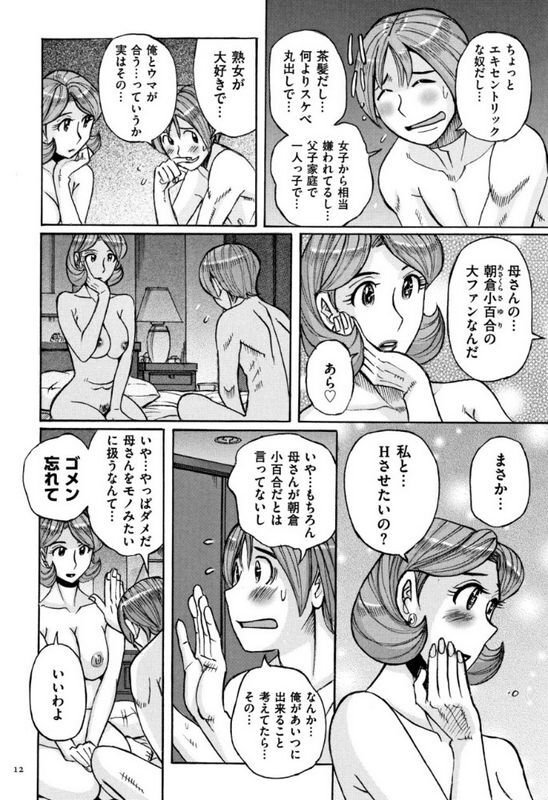 ちょっと
エキセントリック
な奴だし…
茶髪だし…
何よりスケベ
丸出しで…
女子から相当
嫌われてるし…
父子家庭で
一人っ子で
熟女が
大好きで…
俺とウマが
合う…っていうか
実はその…
母さんの…
朝倉小百合の
あさくらさゆり
大ファンなんだ
あら♡
まさか…
私と…
Hさせたいの?
いや…もちろん
母さんが朝倉
小百合だとは
言ってないし
なんか…
俺があいつに
出来ること
考えてたら…
その…
いや…やっぱダメだ
母さんをモノみたい
に扱うなんて…
ゴメン
忘れて
いいわよ
12